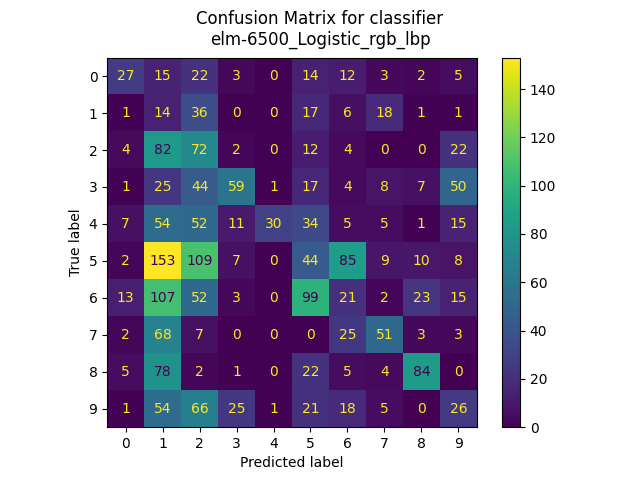 Confusion Matrix for classifier
elm-6500_Logistic_rgb_lbp
0 27 15 22 3 0 14 12 3 2 5
1 1 14 36 0 0 17 6 18 1 1
2 4 82 72 2 0 12 4 0 0 22
3 1 25 44 59 1 17 4 8 7 50
4 7 54 52 11 30 34 5 5 1 15
5 2 153 109 7 0 44 85 9 10 8
6 13 107 52 3 0 99 21 2 23 15
7 2 68 7 0 0 0 25 51 3 3
8 5 78 2 1 0 22 5 4 84 0
9 1 54 66 25 1 21 18 5 0 26
0 1 2 3 4 5 6 7 8 9
Predicted label
True label
140
120
100
80
60
40
20
0